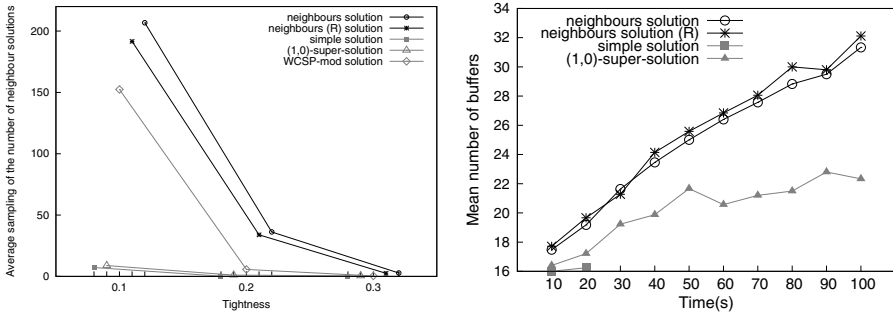 Average sampling of the number of neighbour solutions
200
150
100
50
0
0.1
0.2
0.3
Tightness
neighbours solution
neighbours (R) solution
simple solution
(1,0)-super-solution
WCSP-mod solution
Mean number of buffers
34
32
30
28
26
24
22
20
18
16
10 20 30 40 50 60 70 80 90 100
Time(s)
neighbours solution
neighbours solution (R)
simple solution
(1,0)-super-solution